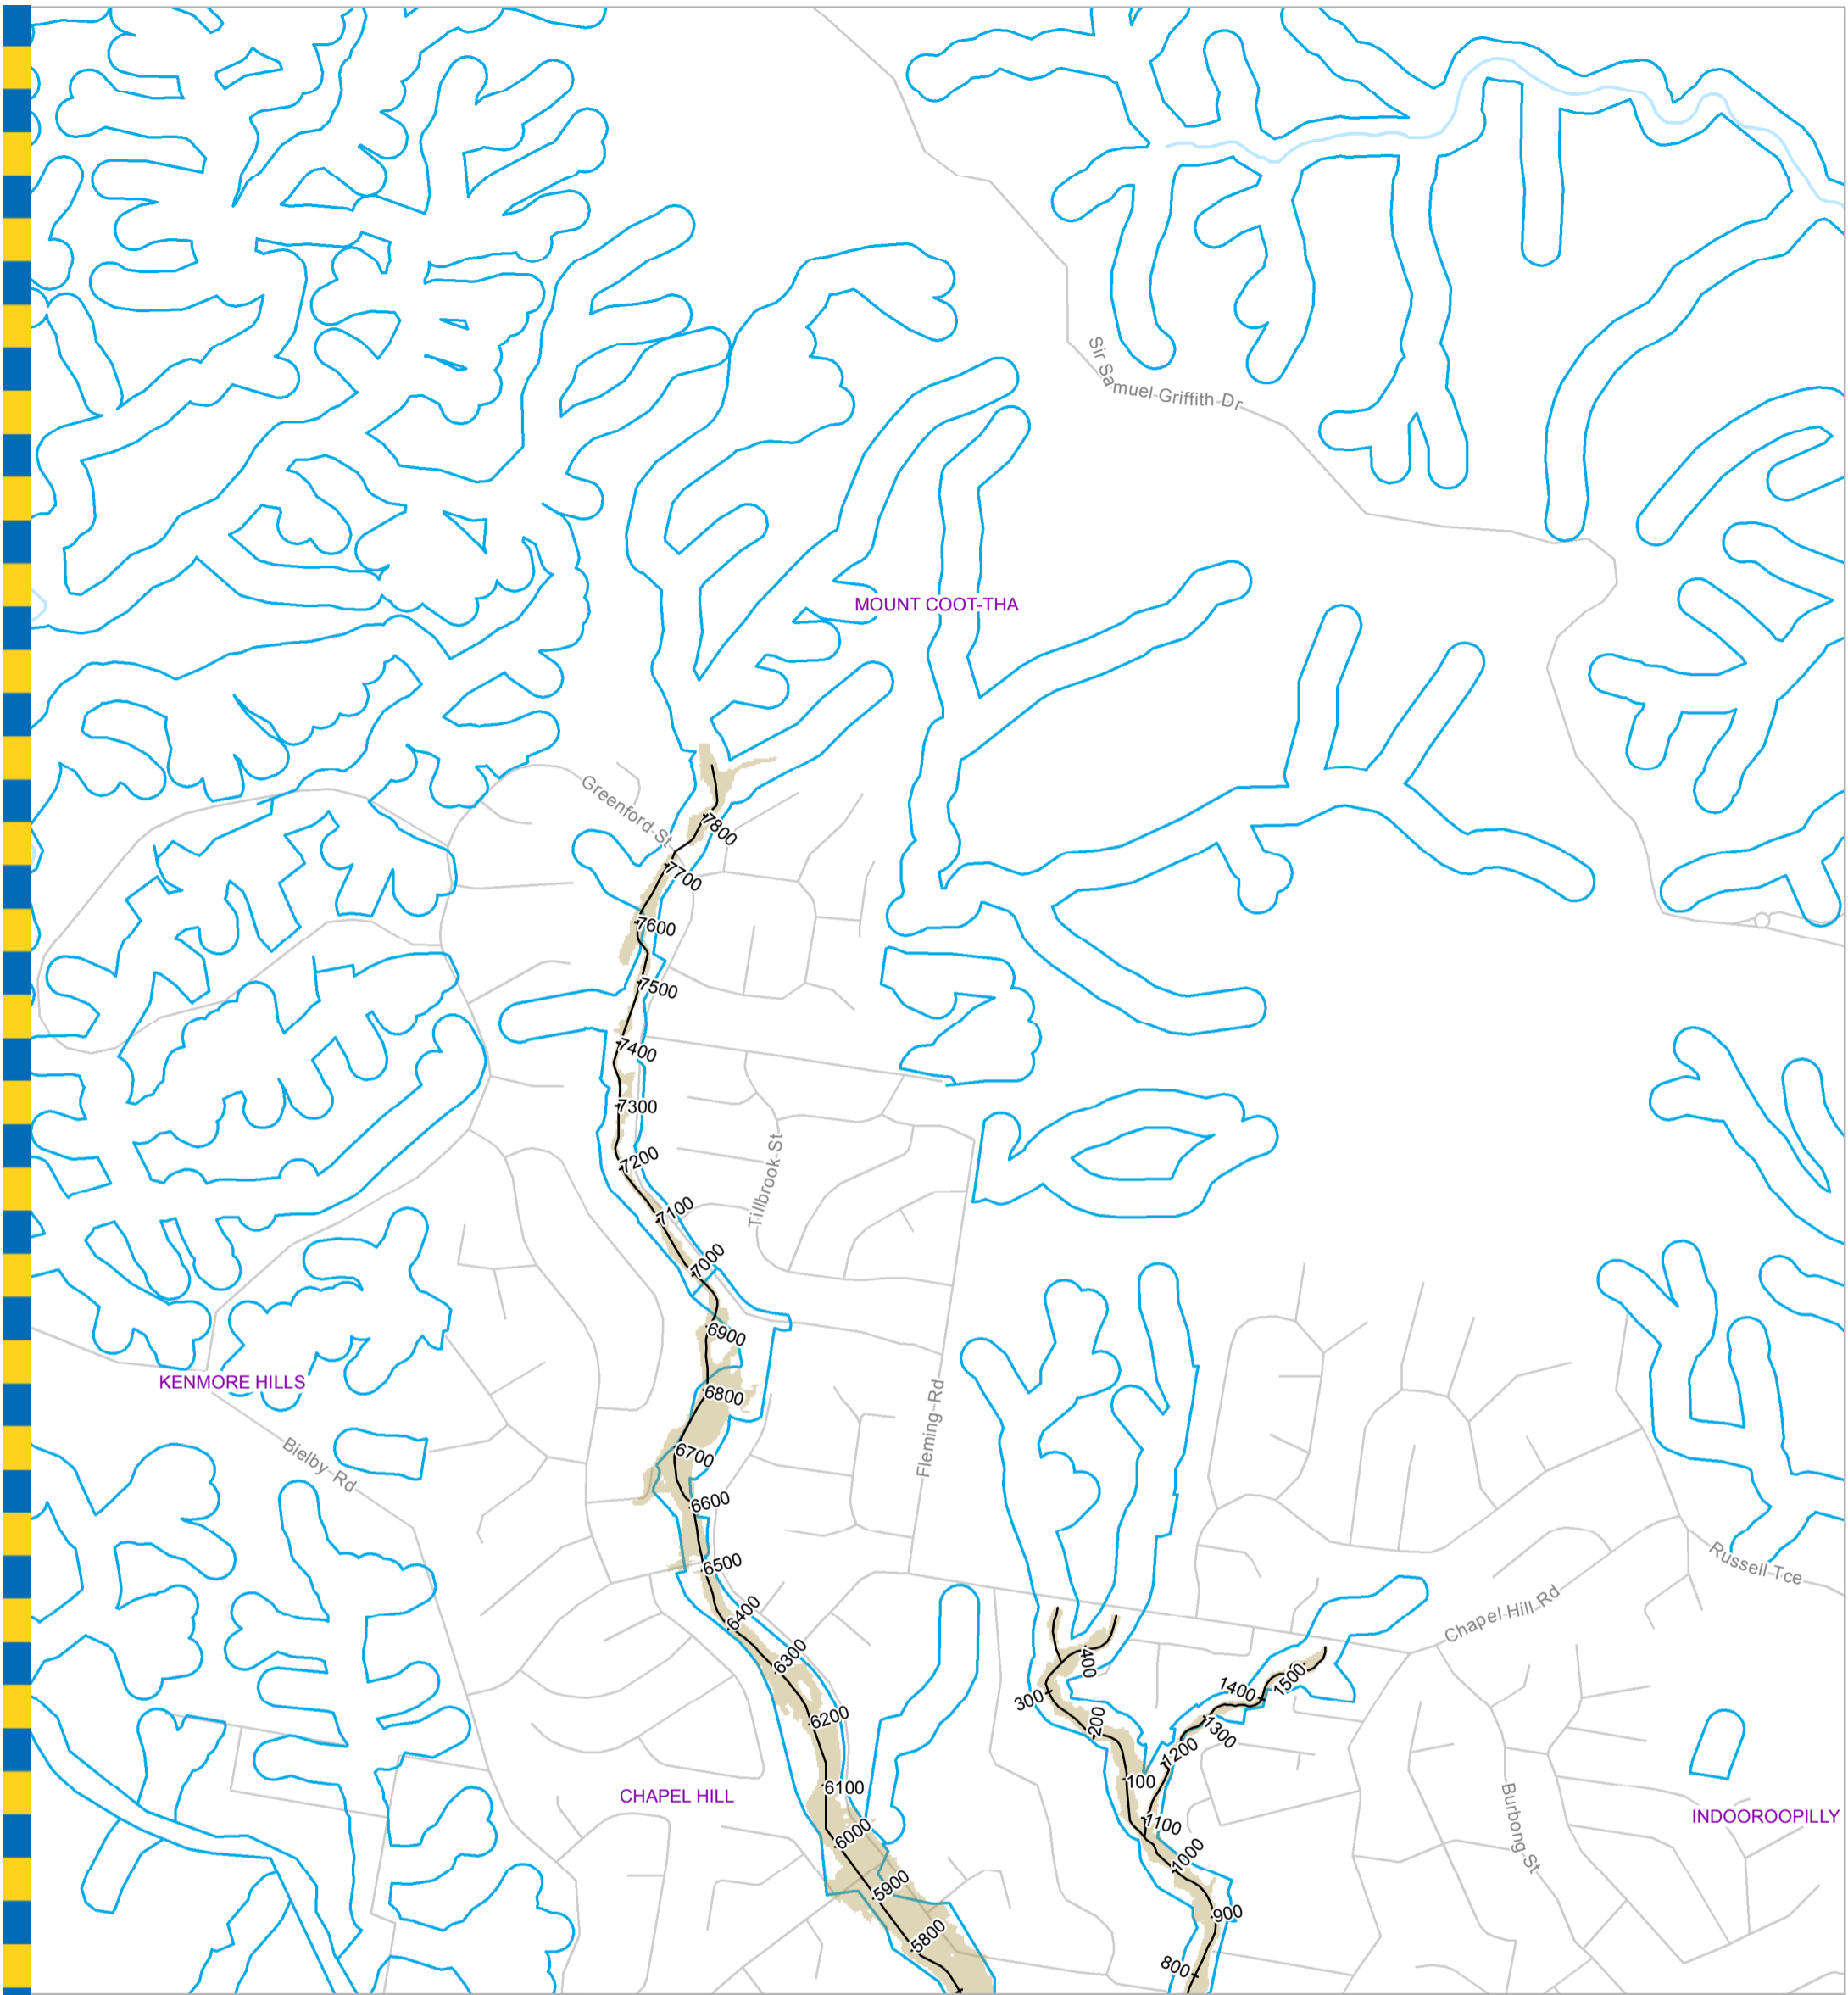 Sir Samuel Griffith Dr
MOUNT COOT-THA
Greenford St
7800
7700
7600
7500
7400
7300
7200
7100
Tillbrook St
7000
6900
6800
KENMORE HILLS
Fleming Rd
6700
Bielby Rd
6600
6500
Russell Tce
Chapel Hill Rd
6400
6300
400
1500
1400
300
6200
200
1300
1200
100
6100
CHAPEL HILL
INDOOROOPILLY
1100
6000
Burbong St
1000
5900
900
5800
800